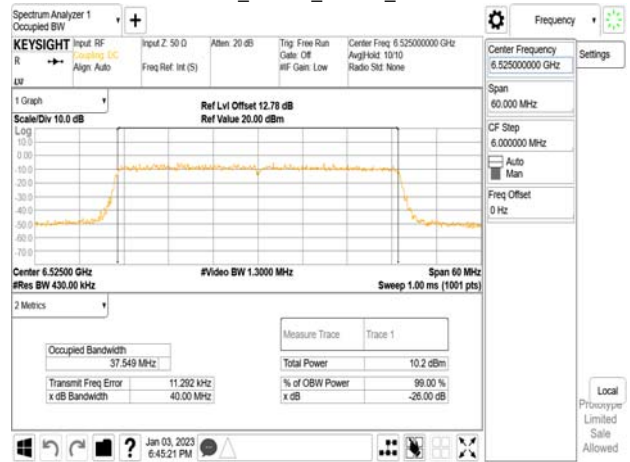 Spectrum Analyzer 1
Occupied BW
Frequency
KEYSIGHT
Input: RF
Coupling: DC
Align: Auto
Input Z: 50 Ω
Freq Ref: Int (S)
Atten: 20 dB
Trig: Free Run
Gate: Off
#IF Gain: Low
Center Freq: 6.525000000 GHz
Avg|Hold: 10/10
Radio Std: None
R
Center Frequency
6.525000000 GHz
Settings
Span
60.000 MHz
CF Step
6.000000 MHz
Auto
Man
Freq Offset
0 Hz
1 Graph
Scale/Div 10.0 dB
Ref Lvl Offset 12.78 dB
Ref Value 20.00 dBm
Log
10.0
0.00
-10.0
-20.0
-30.0
-40.0
-50.0
-60.0
-70.0
Center 6.52500 GHz
#Res BW 430.00 kHz
#Video BW 1.3000 MHz
Span 60 MHz
Sweep 1.00 ms (1001 pts)
2 Metrics
Measure Trace
Trace 1
Occupied Bandwidth
37.549 MHz
Total Power
10.2 dBm
Transmit Freq Error
11.292 kHz
% of OBW Power
99.00 %
x dB Bandwidth
40.00 MHz
x dB
-26.00 dB
Local
Prototype
Limited
Sale
Allowed
Jan 03, 2023
6:45:21 PM